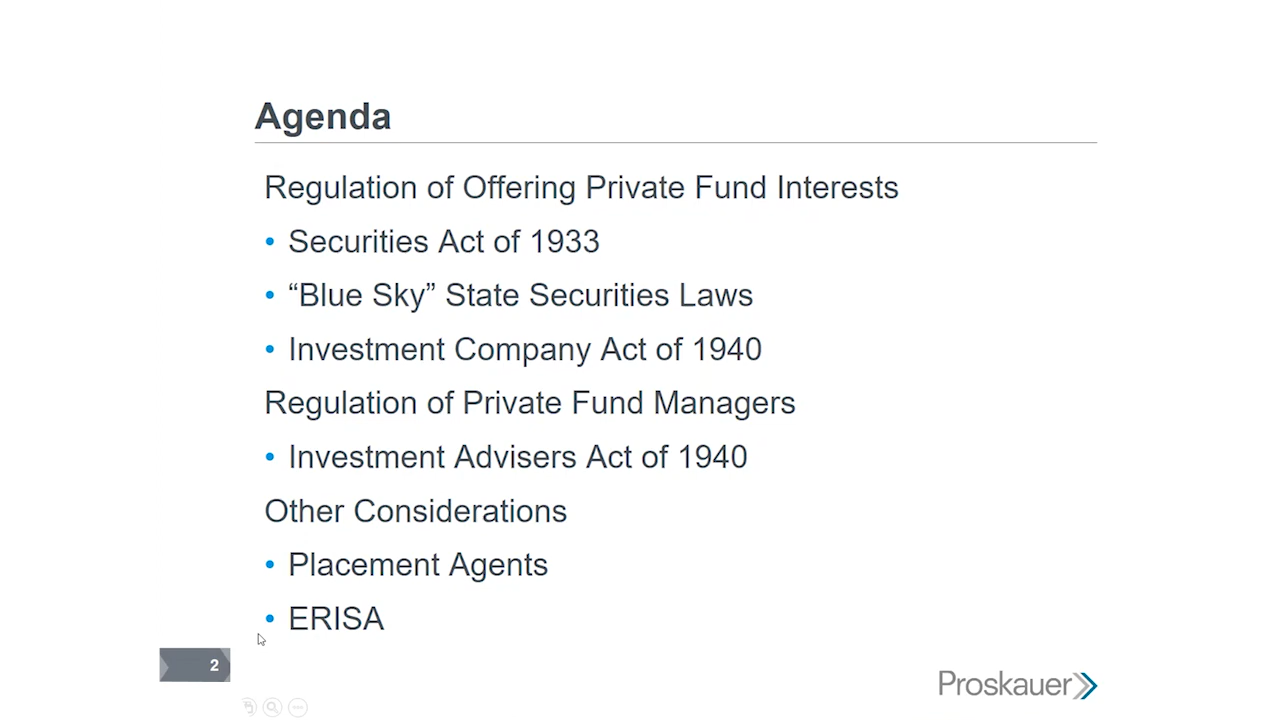 Agenda
Regulation of Offering Private Fund Interests
• Securities Act of 1933
• “Blue Sky” State Securities Laws
• Investment Company Act of 1940
Regulation of Private Fund Managers
• Investment Advisers Act of 1940
Other Considerations
• Placement Agents
• ERISA
2
Proskauer